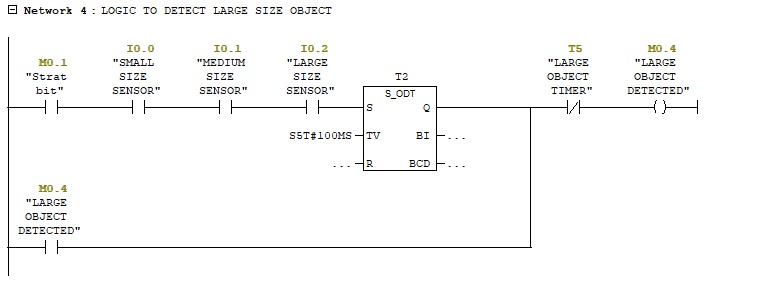 Network 4 : LOGIC TO DETECT LARGE SIZE OBJECT
M0.1
"Strat
bit"
I0.0
"SMALL
SIZE
SENSOR"
I0.1
"MEDIUM
SIZE
SENSOR"
I0.2
"LARGE
SIZE
SENSOR"
T2
S_ODT
S
Q
S5T#100MS
TV
BI
...
...
R
BCD
...
T5
"LARGE
OBJECT
TIMER"
M0.4
"LARGE
OBJECT
DETECTED"
M0.4
"LARGE
OBJECT
DETECTED"